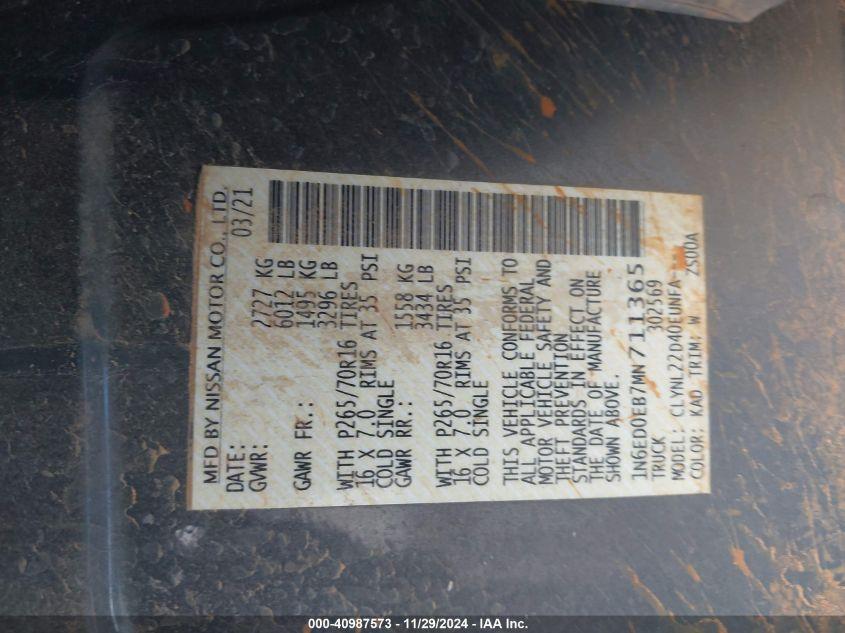 MFD BY NISSAN MOTOR CO., LTD.
DATE: 03/21
GVWR: 2727 KG
6012 LB
GAWR FR.: 1495 KG
3296 LB
WITH P265/70R16 TIRES
16 X 7.0 RIMS AT 35 PSI
COLD SINGLE
GAWR RR.: 1558 KG
3434 LB
WITH P265/70R16 TIRES
16 X 7.0 RIMS AT 35 PSI
COLD SINGLE
THIS VEHICLE CONFORMS TO
ALL APPLICABLE FEDERAL
MOTOR VEHICLE SAFETY AND
THEFT PREVENTION
STANDARDS IN EFFECT ON
THE DATE OF MANUFACTURE
SHOWN ABOVE.
1N6ED0EB7MN711365
TRUCK 302569
MODEL: CLYNL22D40EUNFA----
COLOR: KAD TRIM: W ZS00A
000-40987573 - 11/29/2024 - IAA Inc.